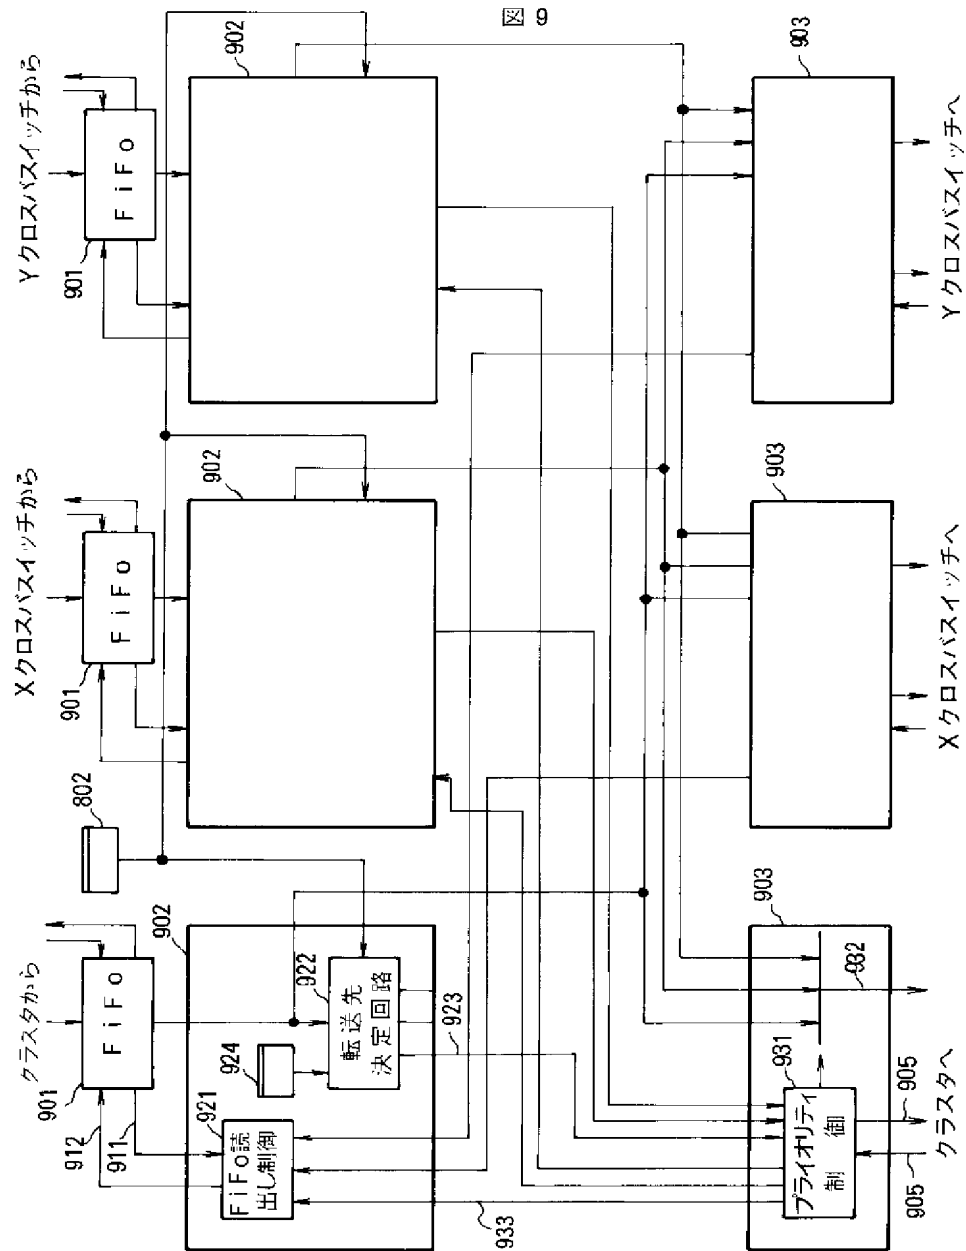 図 9
クラスタから
Xクロスバスイッチから
Yクロスバスイッチから
901
FiFo
802
901
FiFo
901
FiFo
912
911
902
902
902
921
FiFo読
出し制御
924
922
転送先
決定回路
923
933
903
903
903
931
プライオリティ
制御
932
905
905
クラスタへ
Xクロスバスイッチへ
Yクロスバスイッチへ